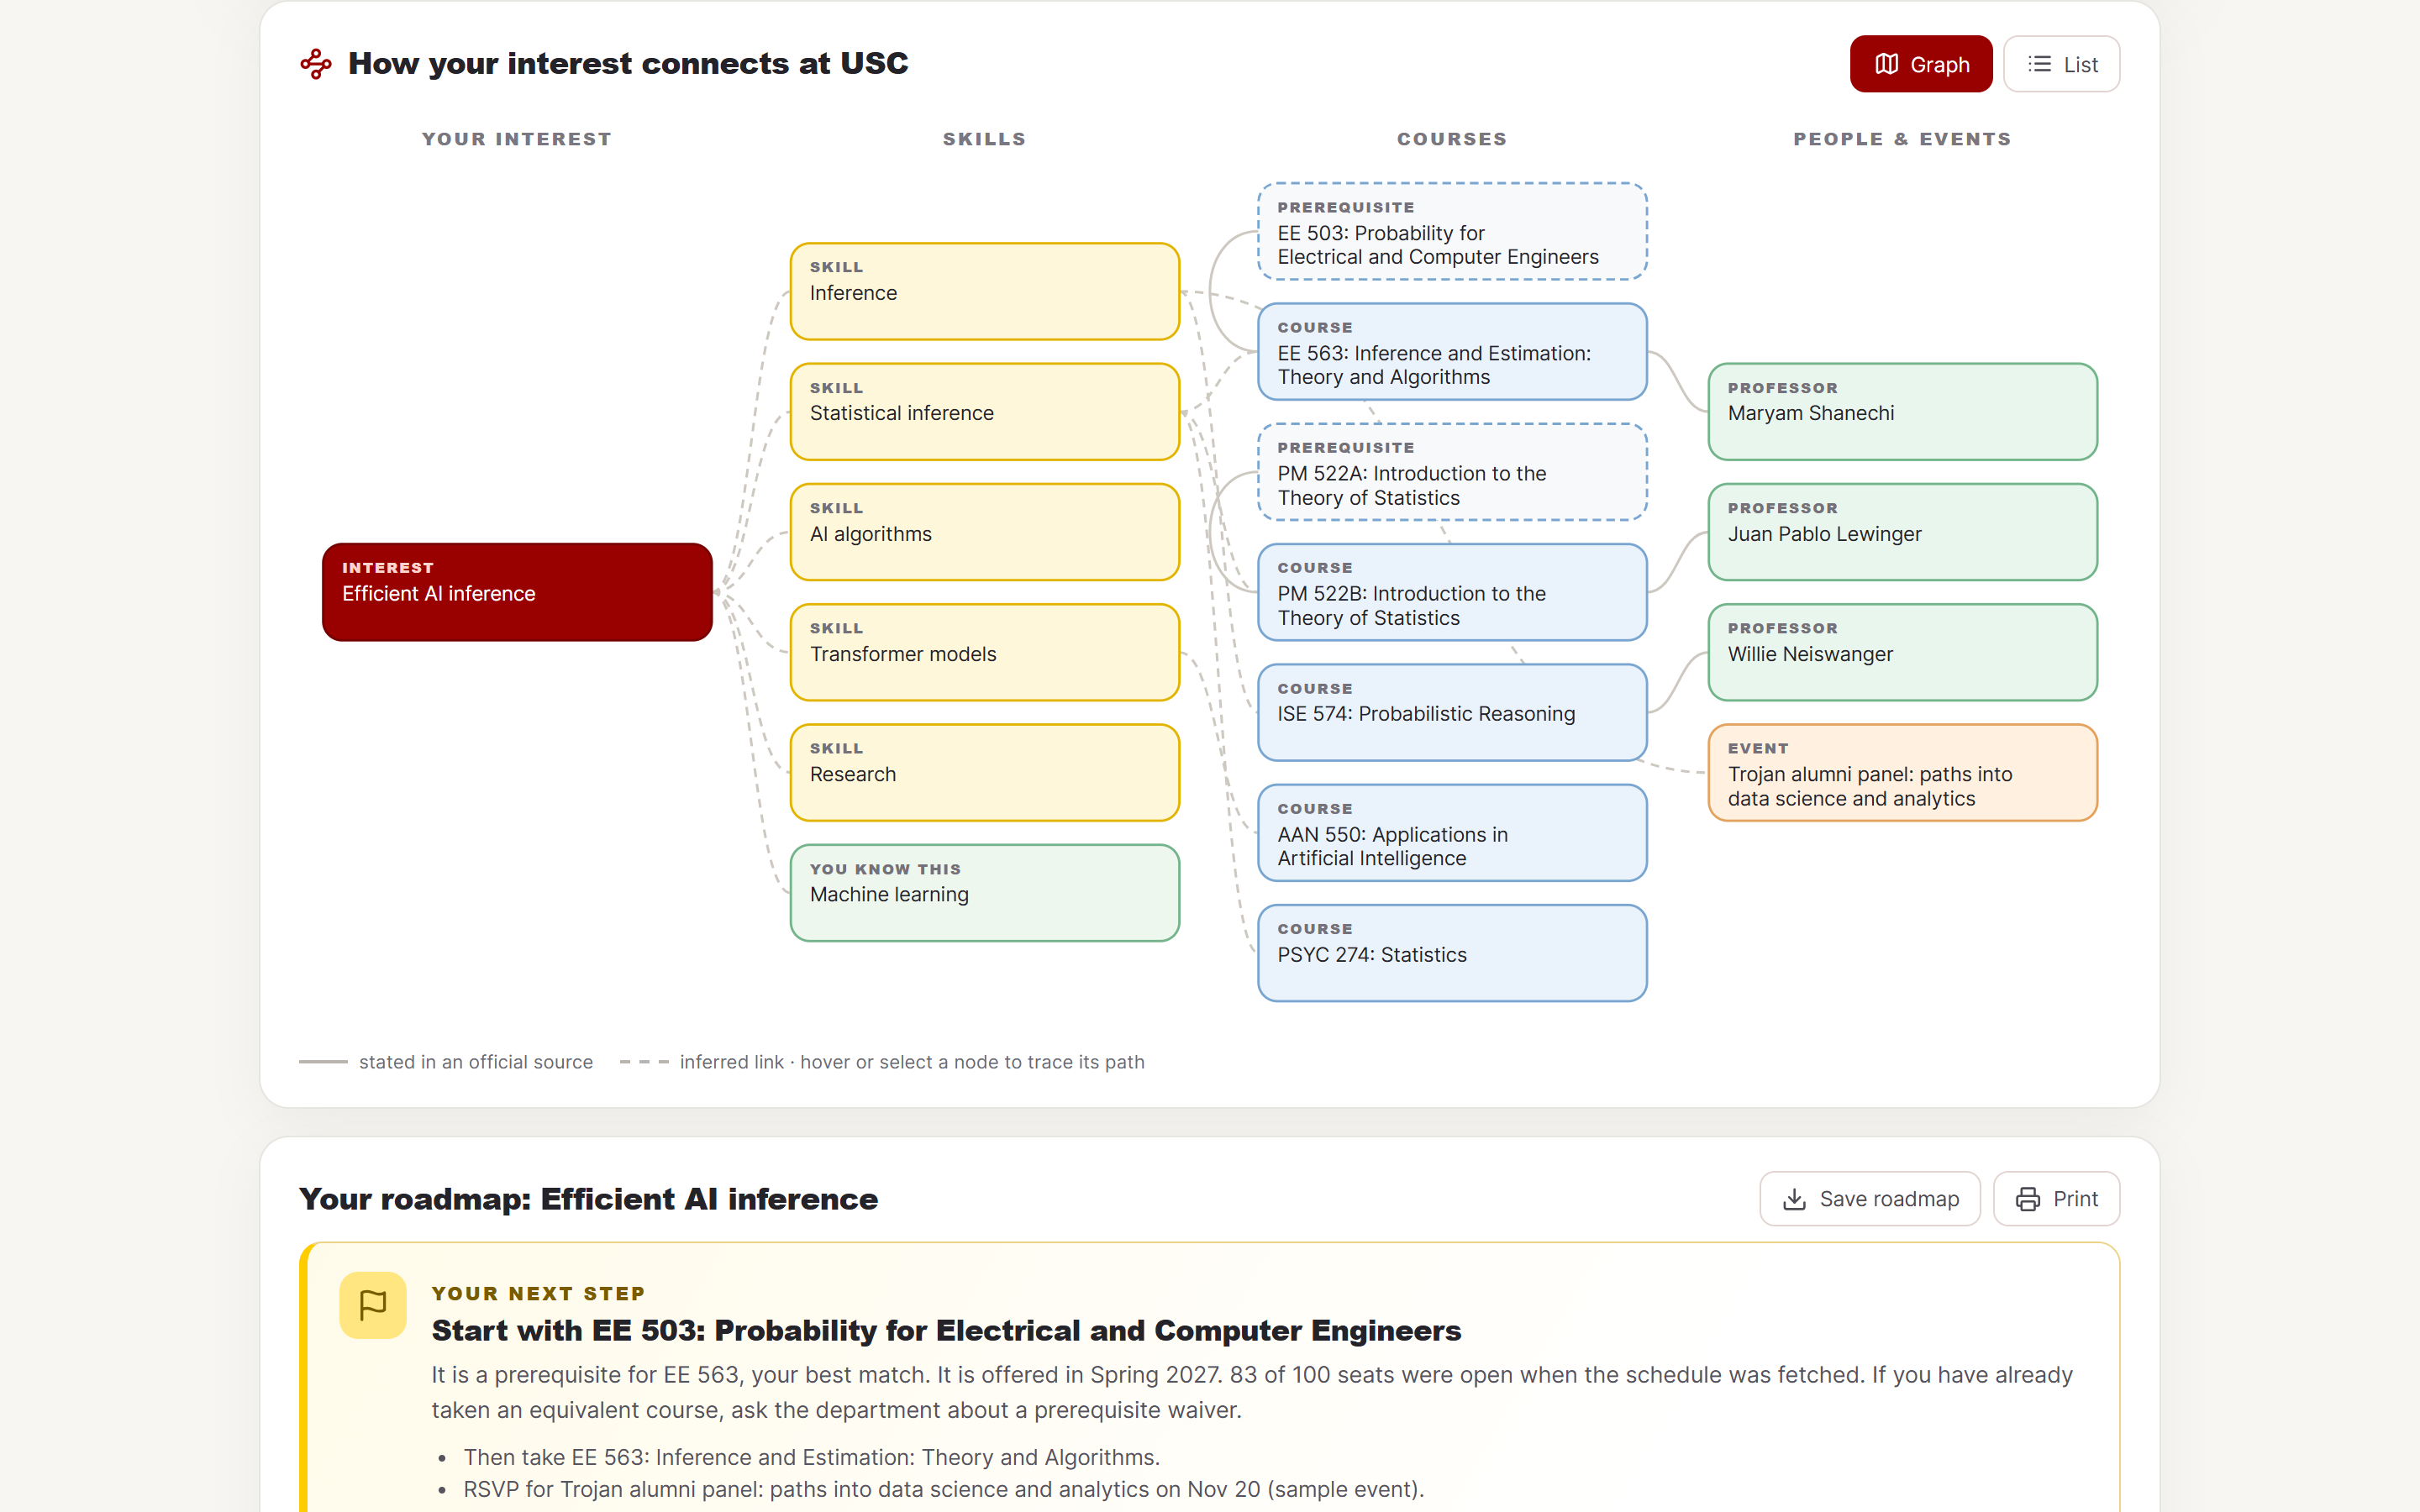 How your interest connects at USC
Graph
List
YOUR INTEREST
SKILLS
COURSES
PEOPLE & EVENTS
INTEREST
Efficient AI inference
SKILL
Inference
SKILL
Statistical inference
SKILL
AI algorithms
SKILL
Transformer models
SKILL
Research
YOU KNOW THIS
Machine learning
PREREQUISITE
EE 503: Probability for
Electrical and Computer Engineers
COURSE
EE 563: Inference and Estimation:
Theory and Algorithms
PREREQUISITE
PM 522A: Introduction to the
Theory of Statistics
COURSE
PM 522B: Introduction to the
Theory of Statistics
COURSE
ISE 574: Probabilistic Reasoning
COURSE
AAN 550: Applications in
Artificial Intelligence
COURSE
PSYC 274: Statistics
PROFESSOR
Maryam Shanechi
PROFESSOR
Juan Pablo Lewinger
PROFESSOR
Willie Neiswanger
EVENT
Trojan alumni panel: paths into
data science and analytics
stated in an official source
inferred link · hover or select a node to trace its path
Your roadmap: Efficient AI inference
Save roadmap
Print
YOUR NEXT STEP
Start with EE 503: Probability for Electrical and Computer Engineers
It is a prerequisite for EE 563, your best match. It is offered in Spring 2027. 83 of 100 seats were open when the schedule was fetched. If you have already
taken an equivalent course, ask the department about a prerequisite waiver.
• Then take EE 563: Inference and Estimation: Theory and Algorithms.
• RSVP for Trojan alumni panel: paths into data science and analytics on Nov 20 (sample event).